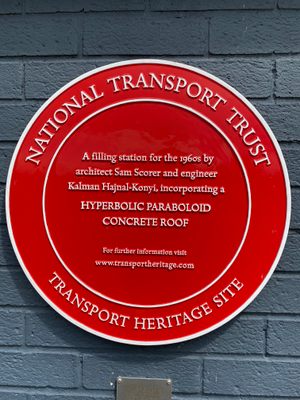 NATIONAL TRANSPORT TRUST
A filling station for the 1960s by
architect Sam Scorer and engineer
Kalman Hajnal-Konyi, incorporating a
HYPERBOLIC PARABOLOID
CONCRETE ROOF
For further information visit
www.transportheritage.com
TRANSPORT HERITAGE SITE